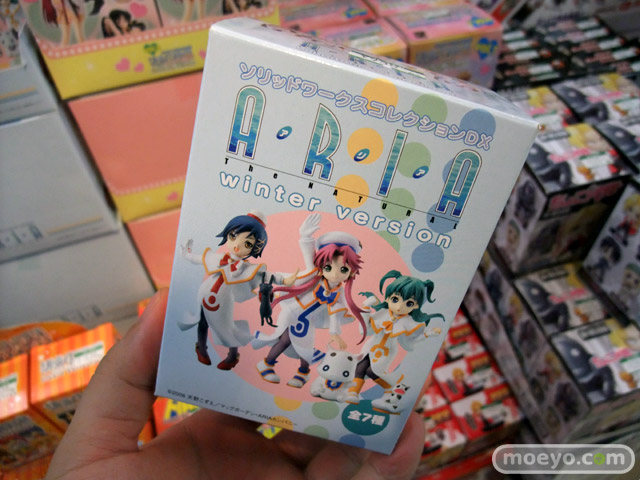 ソリッドワークスコレクションDX
ARIA
アリア
The NATURAL
winter version
全7種
moeyo.com